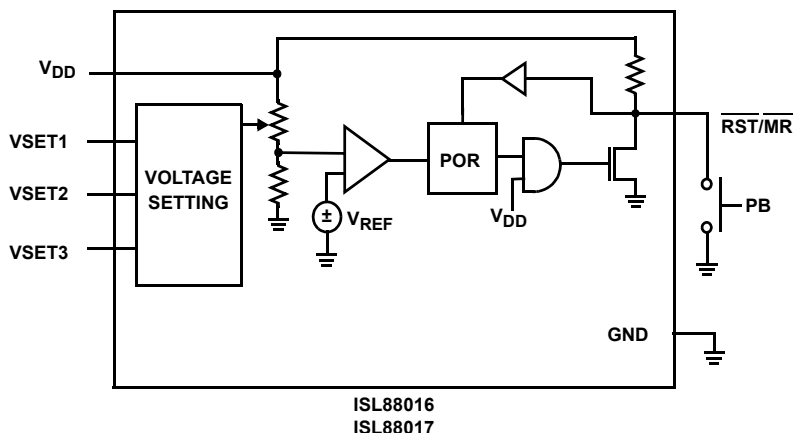 VDD
VSET1
VSET2
VSET3
VOLTAGE
SETTING
±
VREF
POR
VDD
RST/MR
PB
GND
ISL88016
ISL88017